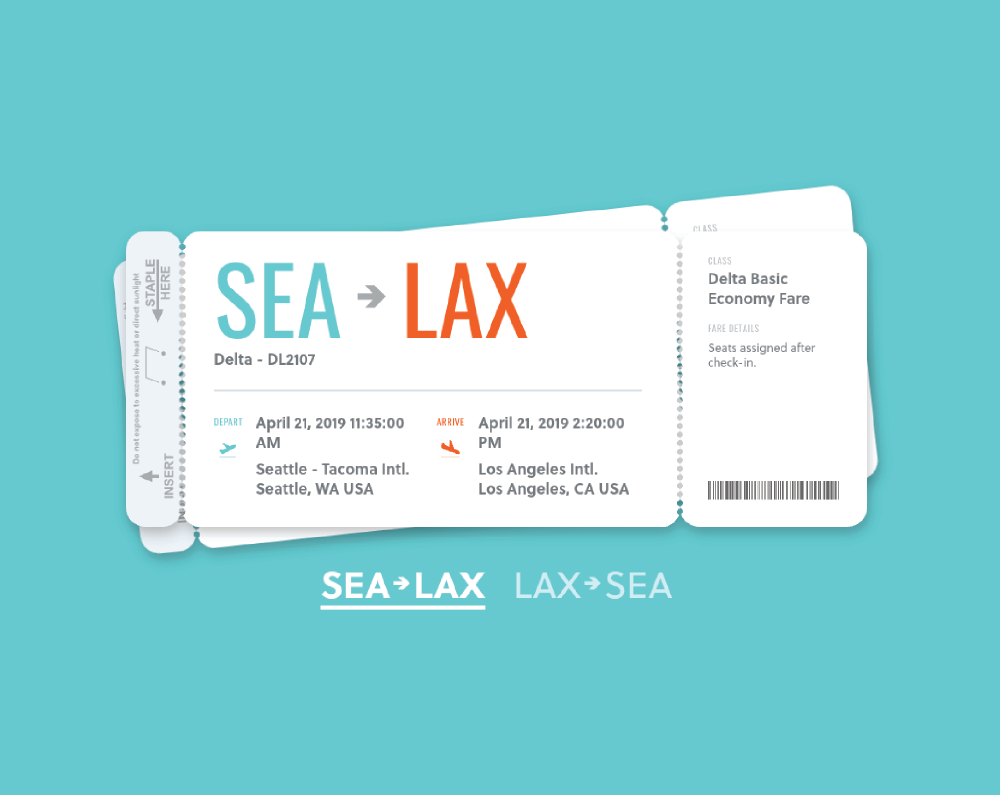 CLASS
STAPLE
HERE
Do not expose to excessive heat or direct sunlight
INSERT
SEA → LAX
Delta - DL2107
DEPART
April 21, 2019 11:35:00
AM
Seattle - Tacoma Intl.
Seattle, WA USA
ARRIVE
April 21, 2019 2:20:00
PM
Los Angeles Intl.
Los Angeles, CA USA
CLASS
Delta Basic
Economy Fare
FARE DETAILS
Seats assigned after
check-in.
SEA→LAX
LAX→SEA